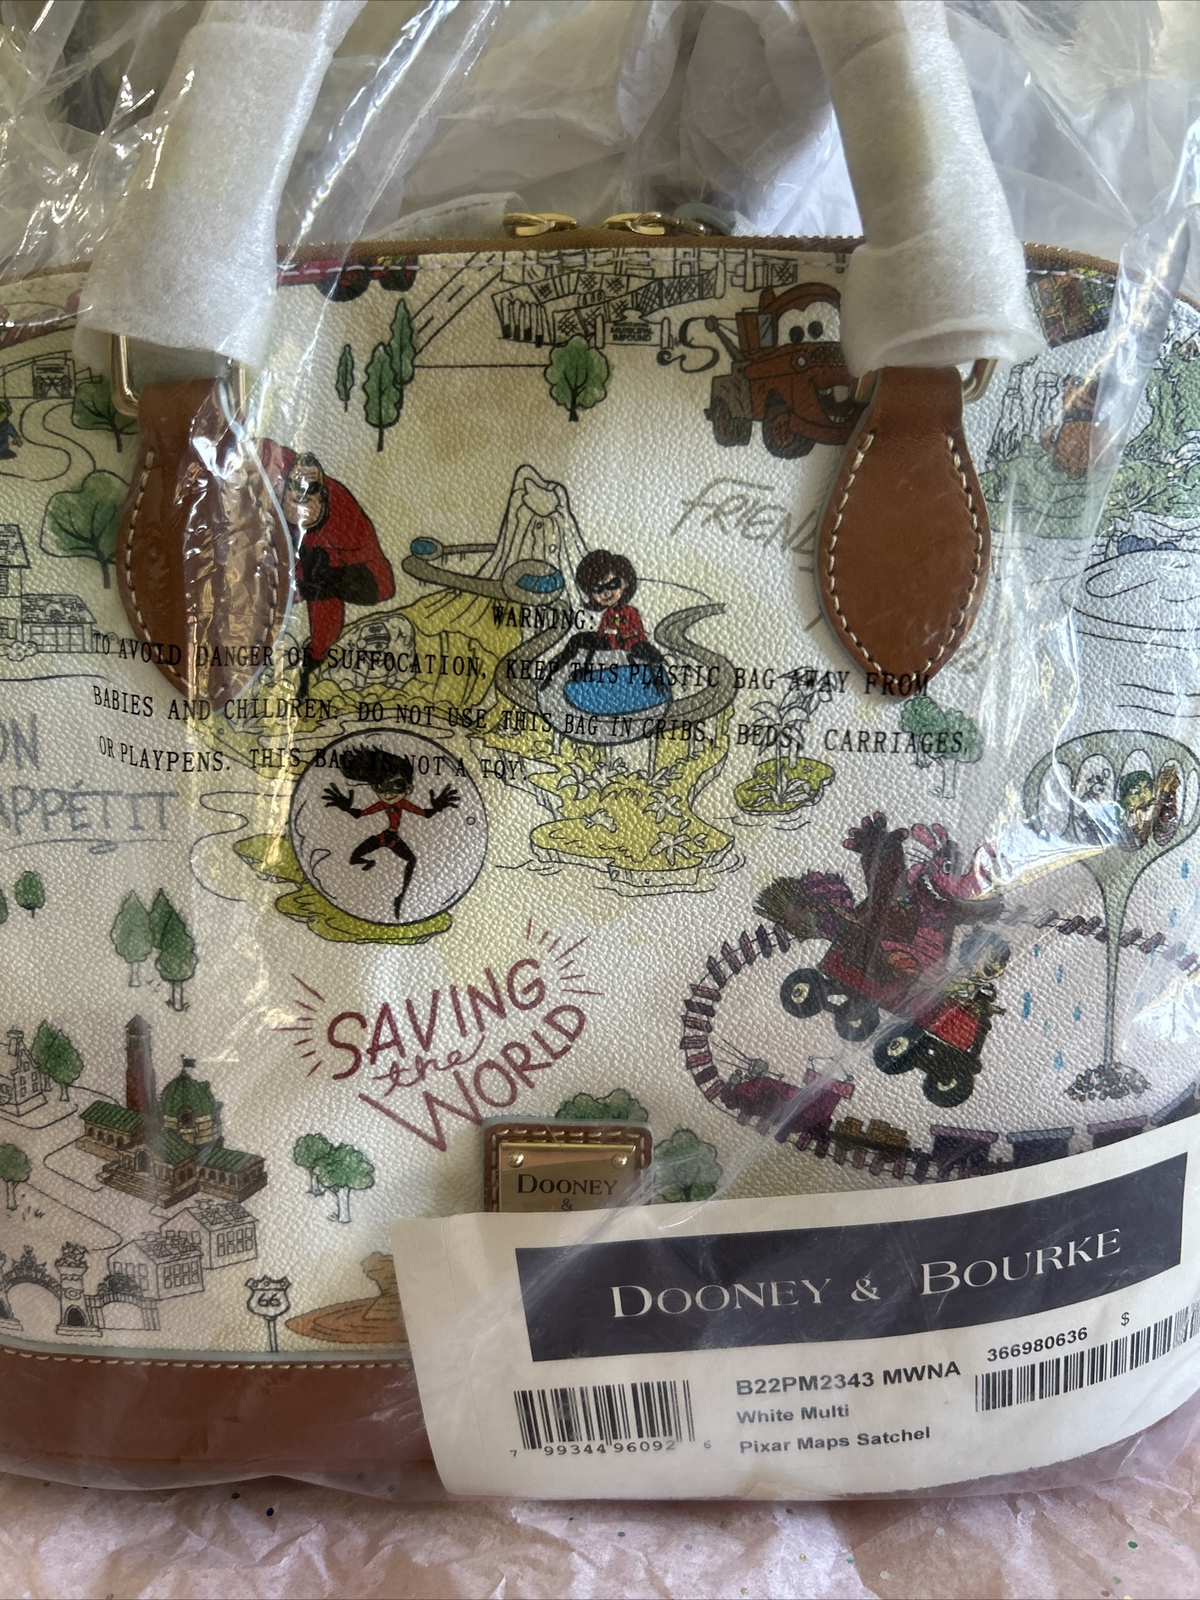 MUNICIPAL
IMPOUND
FRIEND
WARNING:
TO AVOID DANGER OF SUFFOCATION, KEEP THIS PLASTIC BAG AWAY FROM
BABIES AND CHILDREN. DO NOT USE THIS BAG IN CRIBS, BEDS, CARRIAGES
OR PLAYPENS. THIS BAG IS NOT A TOY.
ON
APPÉTIT
SAVING
the
WORLD
DOONEY
&
66
DOONEY & BOURKE
366980636 $
B22PM2343 MWNA
White Multi
Pixar Maps Satchel
7 99344 96092 6